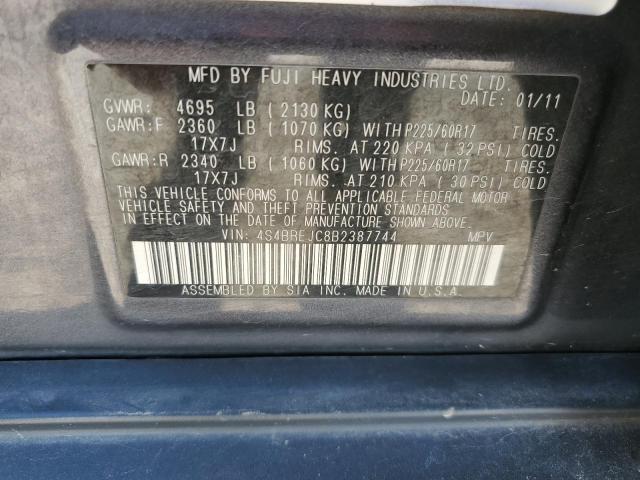 MFD BY FUJI HEAVY INDUSTRIES LTD.
DATE: 01/11
GVWR: 4695 LB ( 2130 KG)
GAWR:F 2360 LB ( 1070 KG) WITH P225/60R17 TIRES.
17X7J RIMS. AT 220 KPA ( 32 PSI) COLD
GAWR:R 2340 LB ( 1060 KG) WITH P225/60R17 TIRES.
17X7J RIMS. AT 210 KPA ( 30 PSI) COLD
THIS VEHICLE CONFORMS TO ALL APPLICABLE FEDERAL MOTOR
VEHICLE SAFETY AND THEFT PREVENTION STANDARDS
IN EFFECT ON THE DATE OF MANUFACTURE SHOWN ABOVE.
VIN: 4S4BREJC8B2387744 MPV
ASSEMBLED BY SIA INC. MADE IN U.S.A.